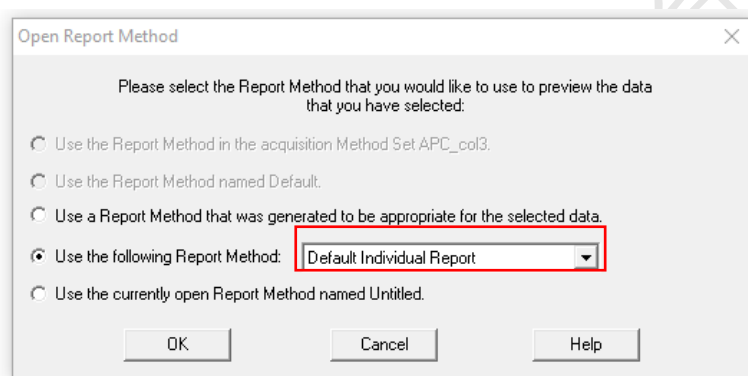 Open Report Method
Please select the Report Method that you would like to use to preview the data
that you have selected:
Use the Report Method in the acquisition Method Set APC_col3.
Use the Report Method named Default.
Use a Report Method that was generated to be appropriate for the selected data.
Use the following Report Method: Default Individual Report
Use the currently open Report Method named Untitled.
OK Cancel Help